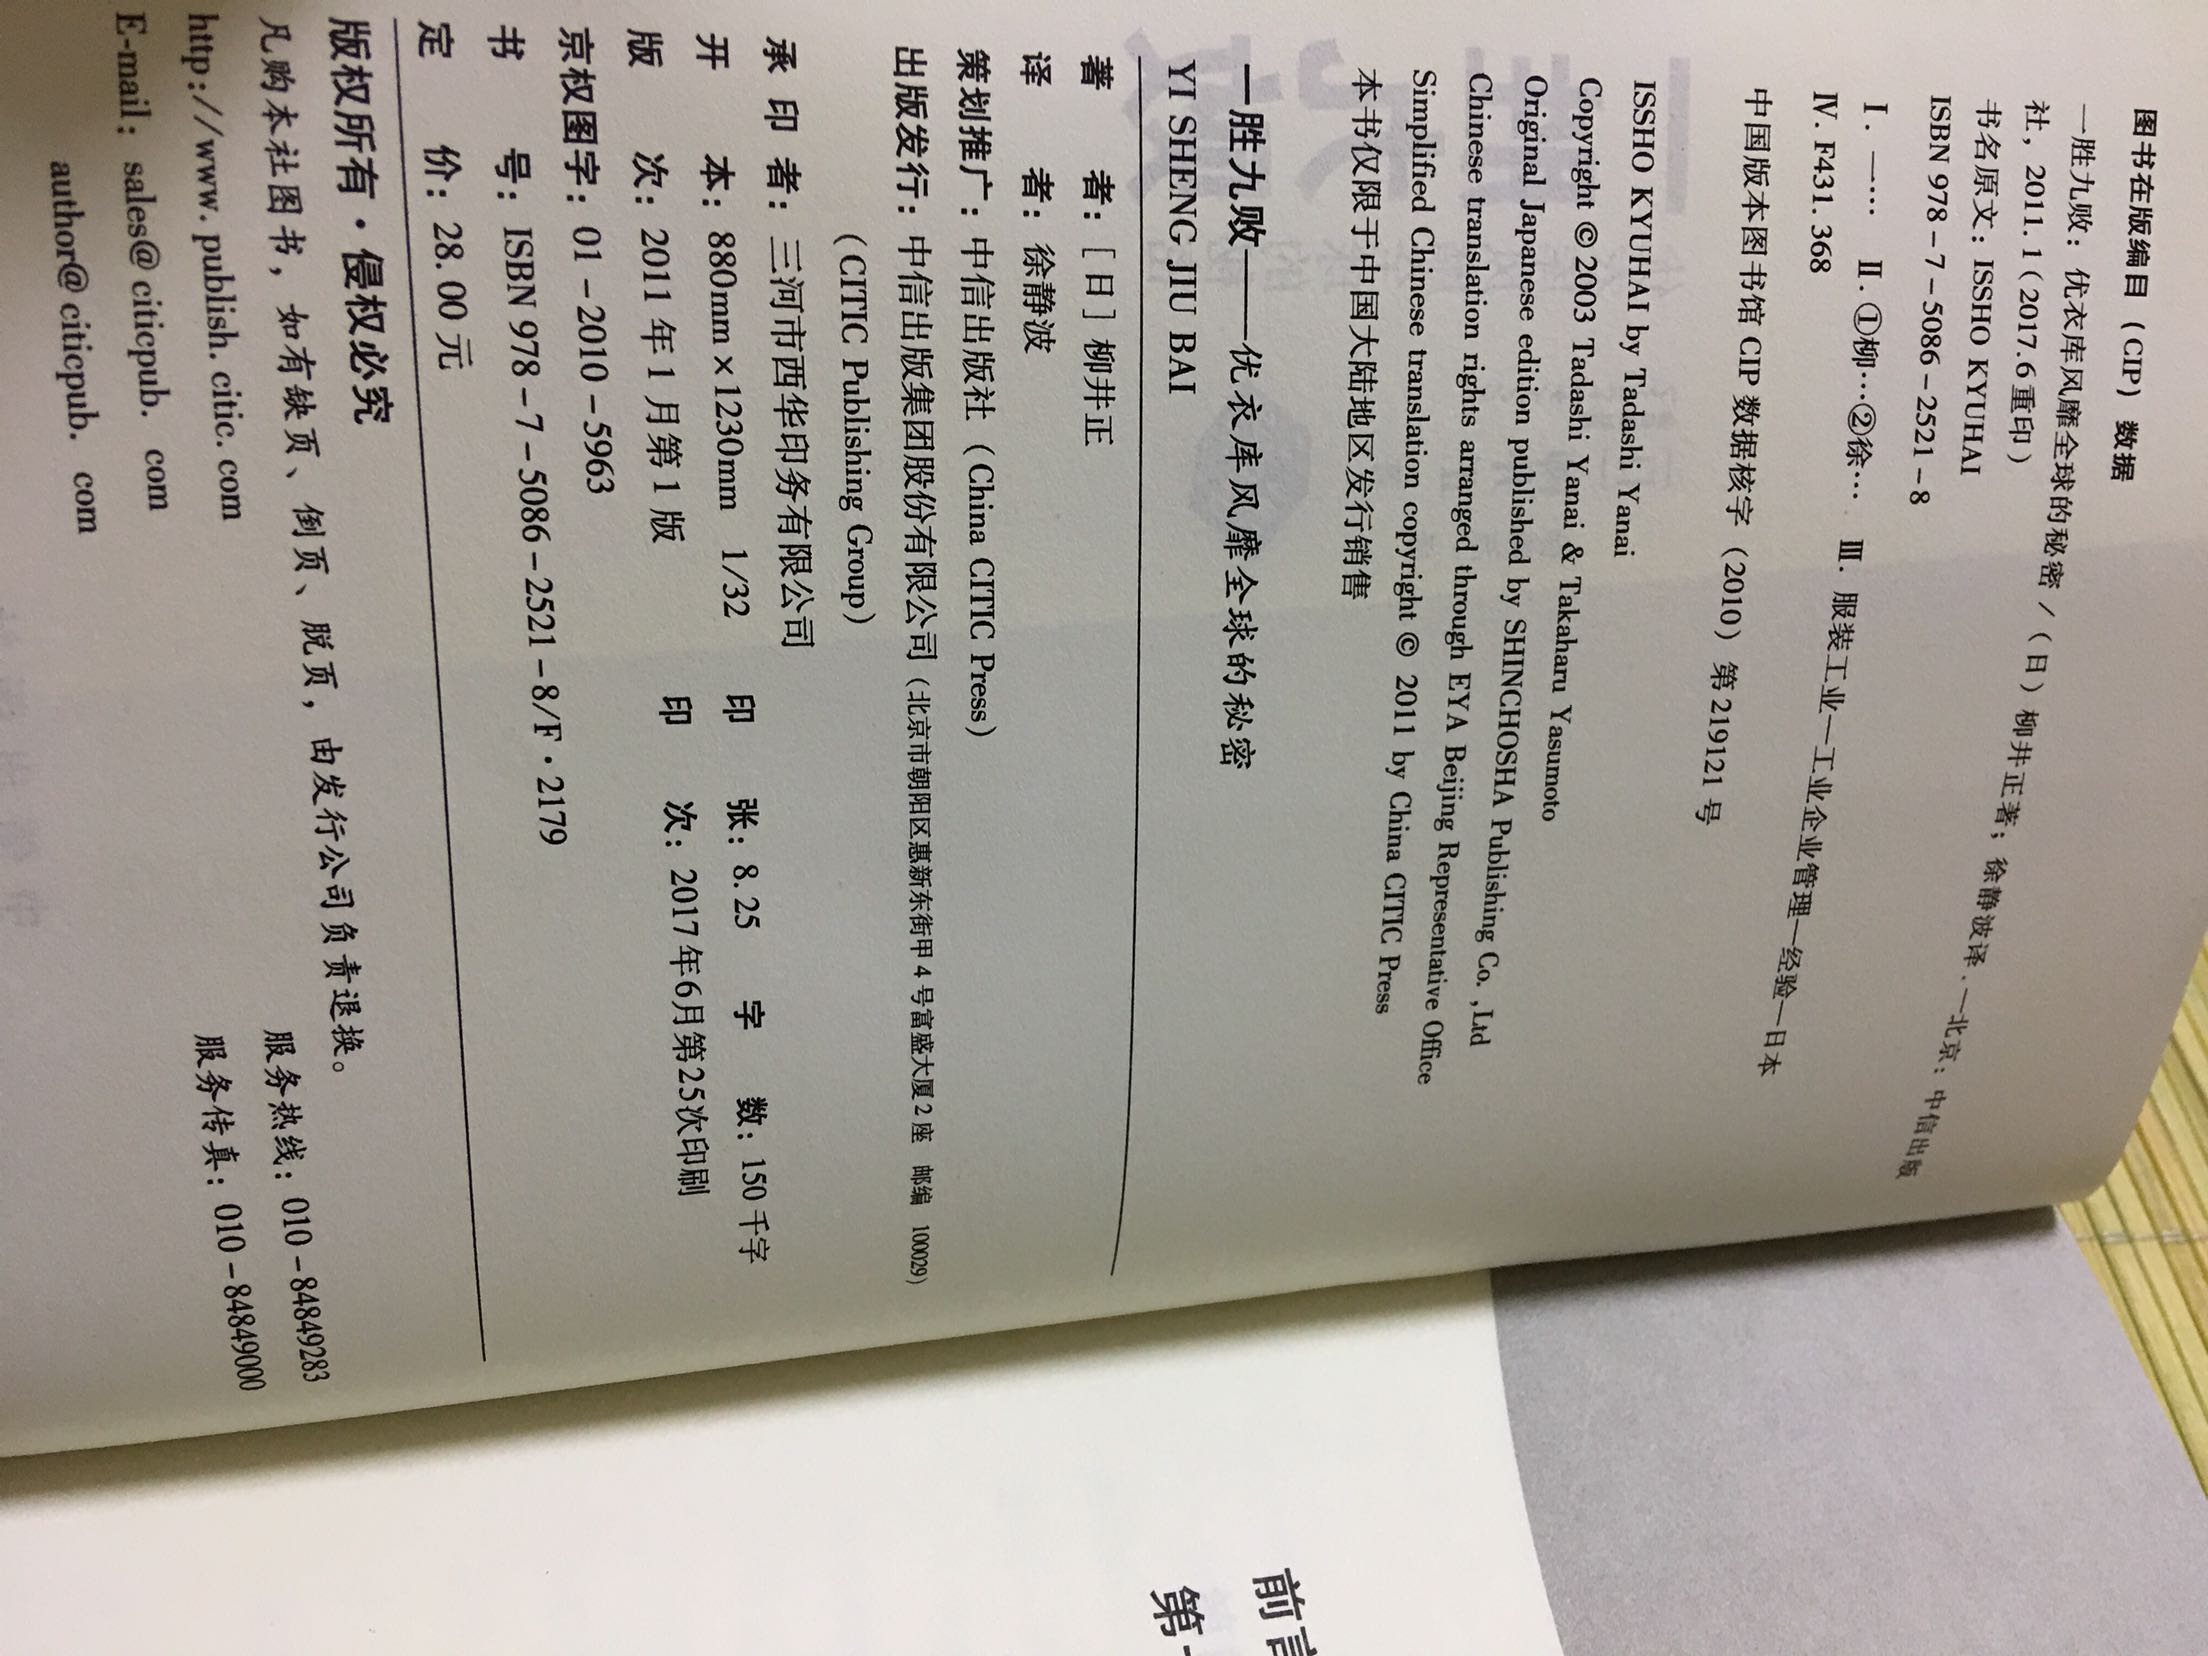 图书在版编目（CIP）数据
一胜九败：优衣库风靡全球的秘密／（日）柳井正著；徐静波译．—北京：中信出版
社，2011.1（2017.6重印）
书名原文：ISSHO KYUHAI
ISBN 978-7-5086-2521-8
Ⅰ.一… Ⅱ.①柳…②徐… Ⅲ.服装工业—工业企业管理—经验—日本
Ⅳ.F431.368
中国版本图书馆CIP数据核字（2010）第219121号
ISSHO KYUHAI by Tadashi Yanai
Copyright © 2003 Tadashi Yanai & Takaharu Yasumoto
Original Japanese edition published by SHINCHOSHA Publishing Co.,Ltd
Chinese translation rights arranged through EYA Beijing Representative Office
Simplified Chinese translation copyright © 2011 by China CITIC Press
本书仅限于中国大陆地区发行销售
一胜九败——优衣库风靡全球的秘密
YI SHENG JIU BAI
著 者：［日］柳井正
译 者：徐静波
策划推广：中信出版社（China CITIC Press）
出版发行：中信出版集团股份有限公司（北京市朝阳区惠新东街甲4号富盛大厦2座 邮编 100029）
（CITIC Publishing Group）
承 印 者：三河市西华印务有限公司
开 本：880mm×1230mm 1/32 印 张：8.25 字 数：150千字
版 次：2011年1月第1版 印 次：2017年6月第25次印刷
京权图字：01-2010-5963
书 号：ISBN 978-7-5086-2521-8/F·2179
定 价：28.00元
版权所有·侵权必究
凡购本社图书，如有缺页、倒页、脱页，由发行公司负责退换。
服务热线：010-84849283
http://www.publish.citic.com
服务传真：010-84849000
E-mail：sales@citicpub.com
author@citicpub.com
前言
第